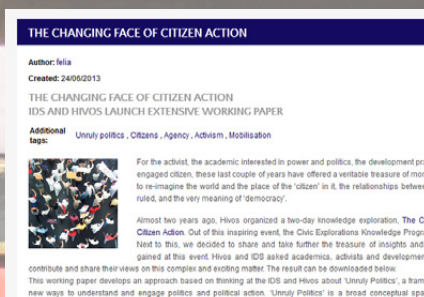 THE CHANGING FACE OF CITIZEN ACTION
Author: felia
Created: 24/06/2013
THE CHANGING FACE OF CITIZEN ACTION
IDS AND HIVOS LAUNCH EXTENSIVE WORKING PAPER
Additional tags: Unruly politics , Citizens , Agency , Activism , Mobilisation
For the activist, the academic interested in power and politics, the development pra
engaged citizen, these last couple of years have offered a veritable treasure of mom
to re-imagine the world and the place of the 'citizen' in it, the relationships betwee
ruled, and the very meaning of 'democracy'.
Almost two years ago, Hivos organized a two-day knowledge exploration, The C
Citizen Action. Out of this inspiring event, the Civic Explorations Knowledge Progra
Next to this, we decided to share and take further the treasure of insights and
gained at this event. Hivos and IDS asked academics, activists and developmen
contribute and share their views on this complex and exciting matter. The result can be downloaded below.
This working paper develops an approach based on thinking at the IDS and Hivos about 'Unruly Politics', a fram
new ways to understand and engage politics and political action. 'Unruly Politics' is a broad conceptual spa